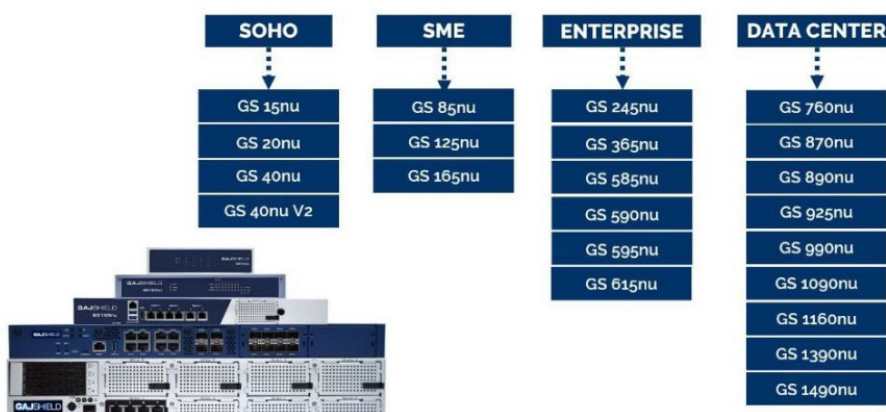 SOHO
GS 15nu
GS 20nu
GS 40nu
GS 40nu V2
SME
GS 85nu
GS 125nu
GS 165nu
ENTERPRISE
GS 245nu
GS 365nu
GS 585nu
GS 590nu
GS 595nu
GS 615nu
DATA CENTER
GS 760nu
GS 870nu
GS 890nu
GS 925nu
GS 990nu
GS 1090nu
GS 1160nu
GS 1390nu
GS 1490nu
GAJSHIELD
GAJSHIELD
GAJSHIELD
GAJSHIELD